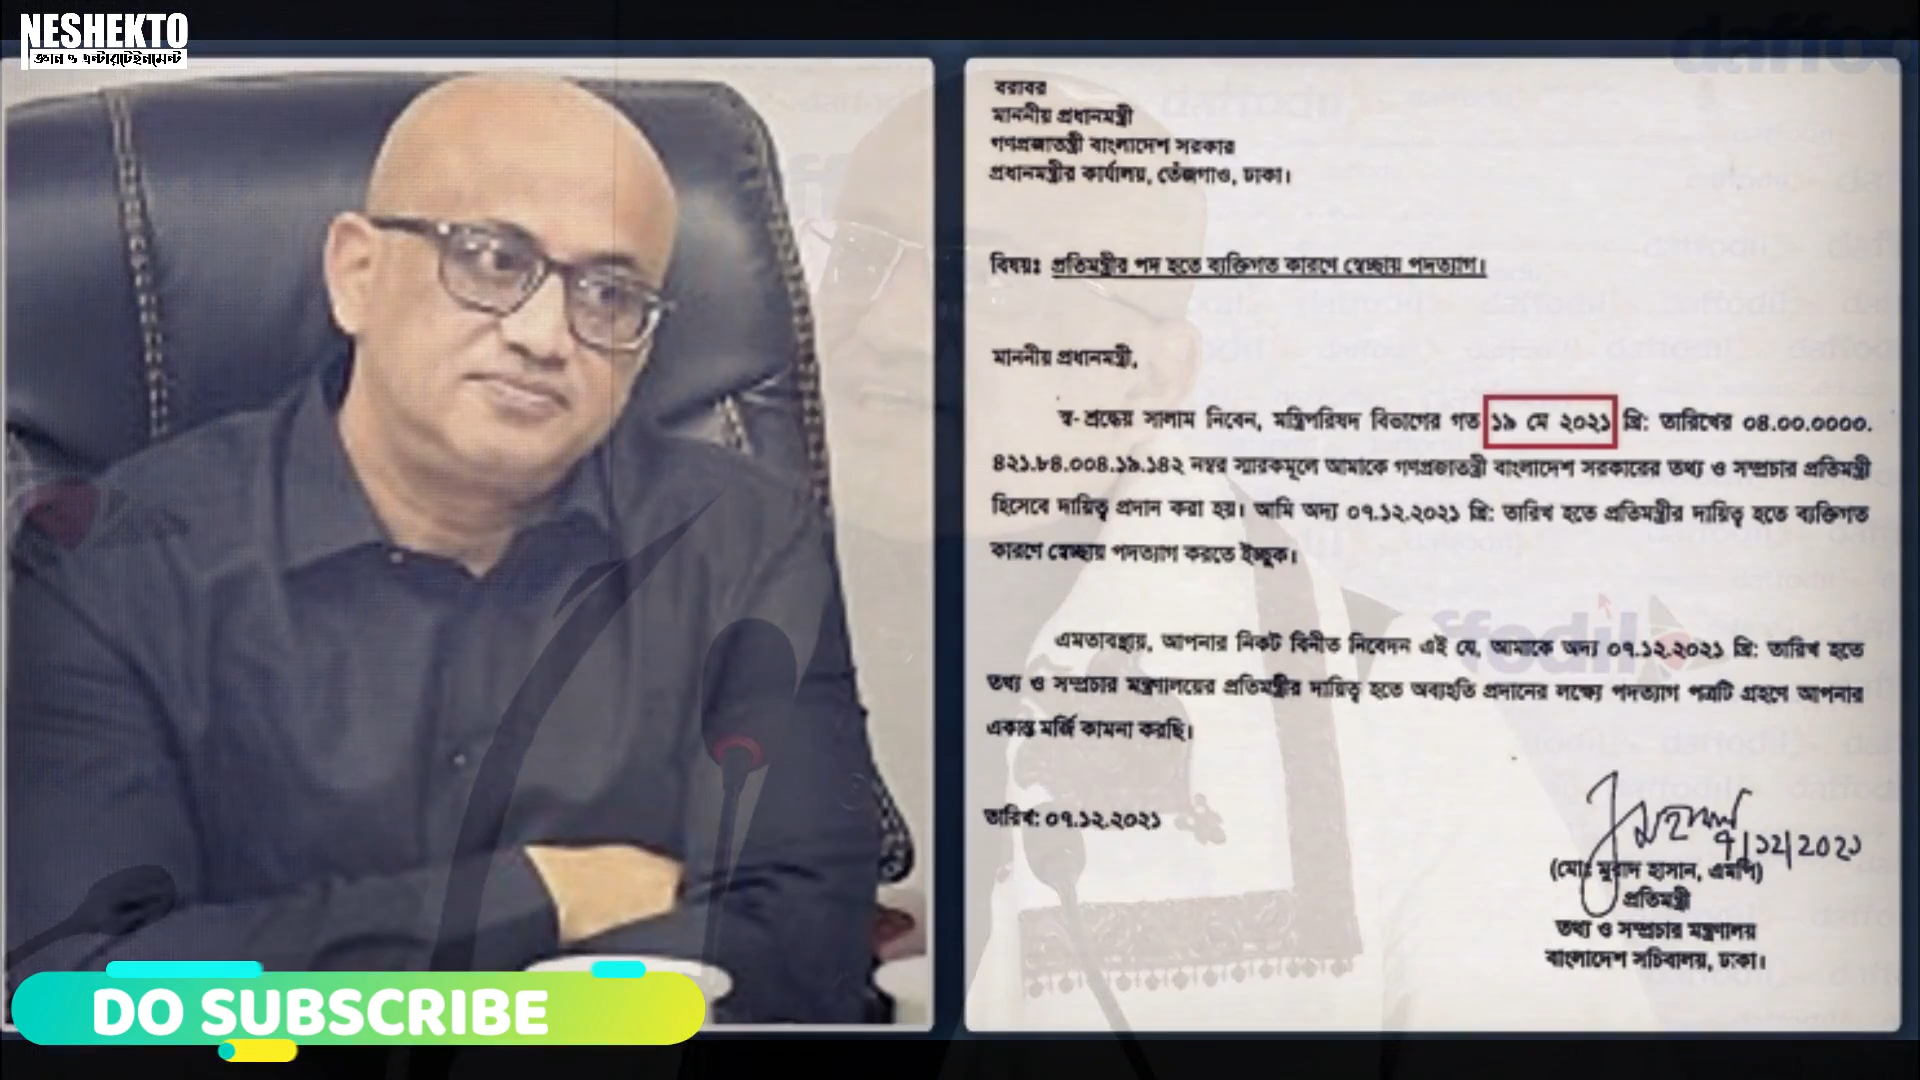 NESHEKTO
জ্ঞান ও এন্টারটেইনমেন্ট
daffod
বরাবর
মাননীয় প্রধানমন্ত্রী
গণপ্রজাতন্ত্রী বাংলাদেশ সরকার
প্রধানমন্ত্রীর কার্যালয়, তেঁজগাও, ঢাকা।
বিষয়ঃ প্রতিমন্ত্রীর পদ হতে ব্যক্তিগত কারণে স্বেচ্ছায় পদত্যাগ।
মাননীয় প্রধানমন্ত্রী,
স্ব-শ্রদ্ধেয় সালাম নিবেন, মন্ত্রিপরিষদ বিভাগের গত ১৯ মে ২০২১ খ্রি: তারিখের ০৪.০০.০০০০.
৪২১.৮৪.০০৪.১৯.১৪২ নম্বর স্মারকমূলে আমাকে গণপ্রজাতন্ত্রী বাংলাদেশ সরকারের তথ্য ও সম্প্রচার প্রতিমন্ত্রী
হিসেবে দায়িত্ব প্রদান করা হয়। আমি অদ্য ০৭.১২.২০২১ খ্রি: তারিখ হতে প্রতিমন্ত্রীর দায়িত্ব হতে ব্যক্তিগত
কারণে স্বেচ্ছায় পদত্যাগ করতে ইচ্ছুক।
এমতাবস্থায়, আপনার নিকট বিনীত নিবেদন এই যে, আমাকে অদ্য ০৭.১২.২০২১ খ্রি: তারিখ হতে
তথ্য ও সম্প্রচার মন্ত্রণালয়ের প্রতিমন্ত্রীর দায়িত্ব হতে অব্যহতি প্রদানের লক্ষ্যে পদত্যাগ পত্রটি গ্রহণে আপনার
একান্ত মর্জি কামনা করছি।
তারিখ: ০৭.১২.২০২১
৭/১২/২০২১
(মোঃ মুরাদ হাসান, এমপি)
প্রতিমন্ত্রী
তথ্য ও সম্প্রচার মন্ত্রণালয়
বাংলাদেশ সচিবালয়, ঢাকা।
DO SUBSCRIBE